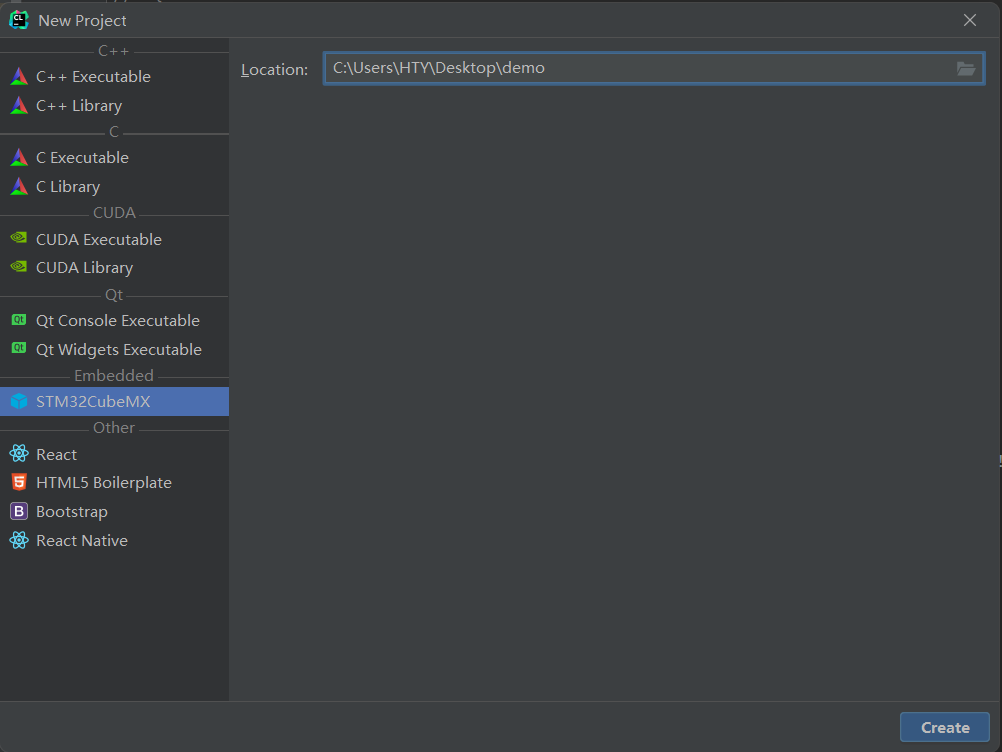 New Project
C++
C++ Executable
C++ Library
C
C Executable
C Library
CUDA
CUDA Executable
CUDA Library
Qt
Qt Console Executable
Qt Widgets Executable
Embedded
STM32CubeMX
Other
React
HTML5 Boilerplate
Bootstrap
React Native
Location: C:\Users\HTY\Desktop\demo
Create